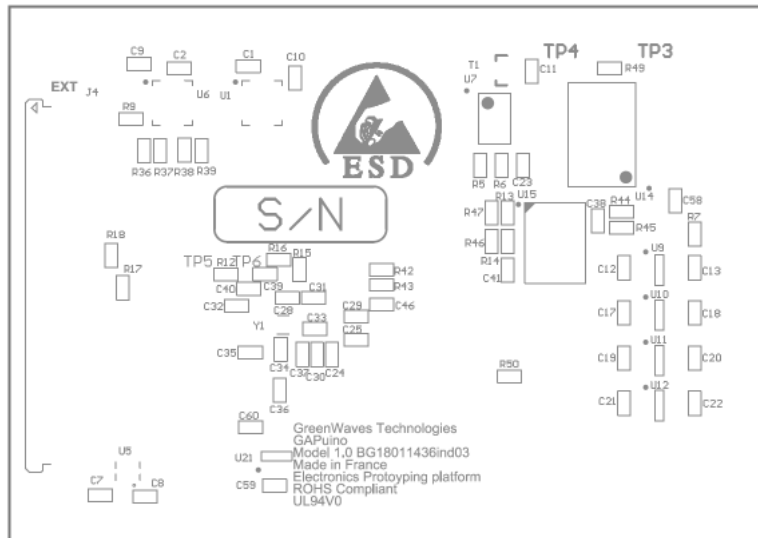 TP4 TP3
C9 C2 C1 C10 T1 U7 C11 R49
EXT J4 U6 U1
R9
R36 R37 R38 R39
ESD
R5 R6 C23
U15 U14 C58
R47 R13 C38 R44 R7
S/N
R45
R46
R14
R18 R16 R15
TP5 R12 TP6 R42 C41 U9
C12 C13
R17 C40 C39 R43
C32 C28 C31 C46 U10
C29 C17 C18
Y1 C33 C25
U11
C35 C34 C37 C30 C24 R50 C19 C20
C36 U12
C21 C22
C60
GreenWaves Technologies
GAPuino
Model 1.0 BG18011436ind03
U5 U21 Made in France
Electronics Protoyping platform
C7 C8 C59 ROHS Compliant
UL94V0